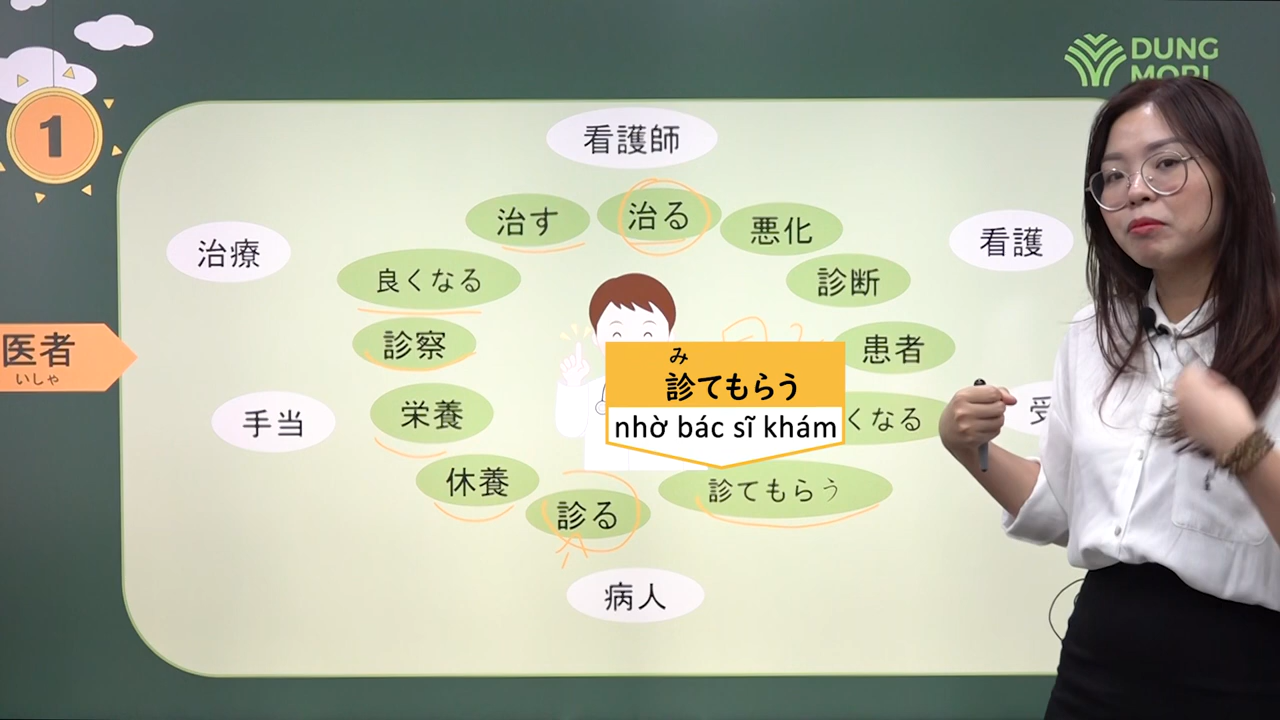 DUNG
MORI
1
看護師
治す
治る
悪化
治療
看護
良くなる
診断
医者
いしゃ
診察
患者
み
診てもらう
nhờ bác sĩ khám
手当
栄養
くなる
受
休養
診てもらう
診る
病人